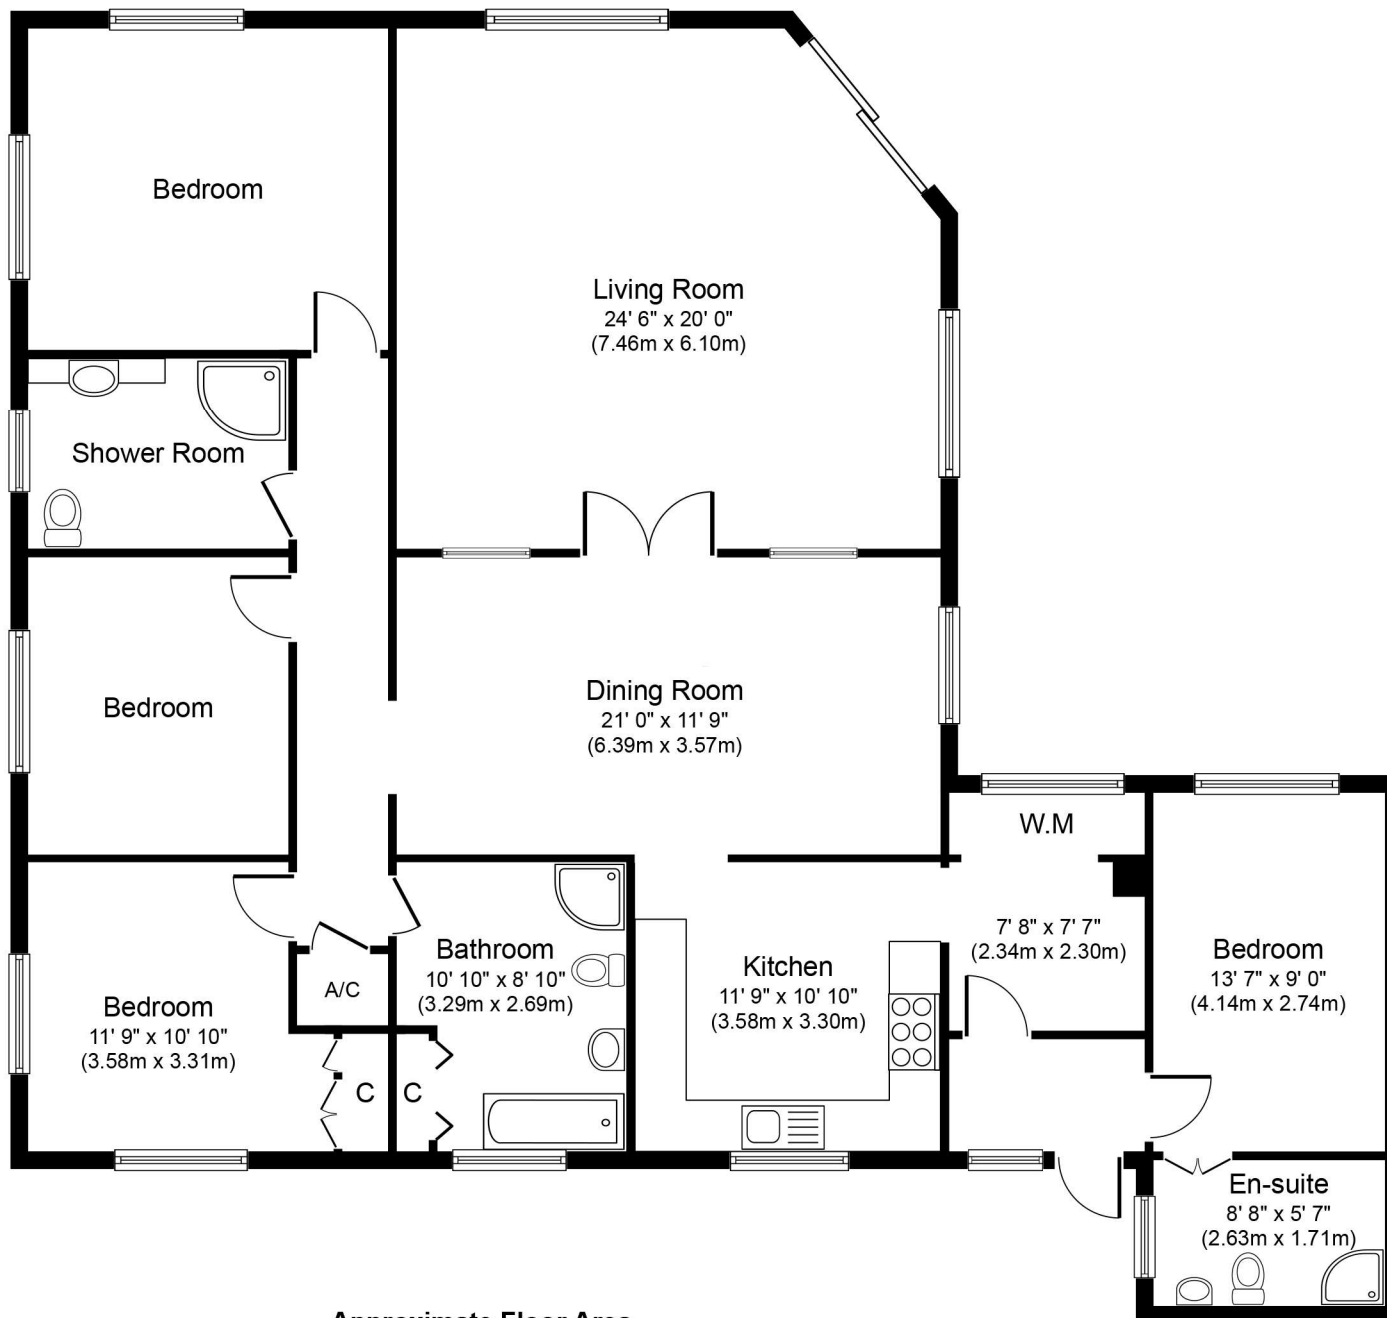 Bedroom
Living Room
24' 6" x 20' 0"
(7.46m x 6.10m)
Shower Room
Bedroom
Dining Room
21' 0" x 11' 9"
(6.39m x 3.57m)
W.M
7' 8" x 7' 7"
(2.34m x 2.30m)
Bedroom
13' 7" x 9' 0"
(4.14m x 2.74m)
Bathroom
10' 10" x 8' 10"
(3.29m x 2.69m)
Kitchen
11' 9" x 10' 10"
(3.58m x 3.30m)
A/C
Bedroom
11' 9" x 10' 10"
(3.58m x 3.31m)
C
C
En-suite
8' 8" x 5' 7"
(2.63m x 1.71m)
Approximate Floor Area